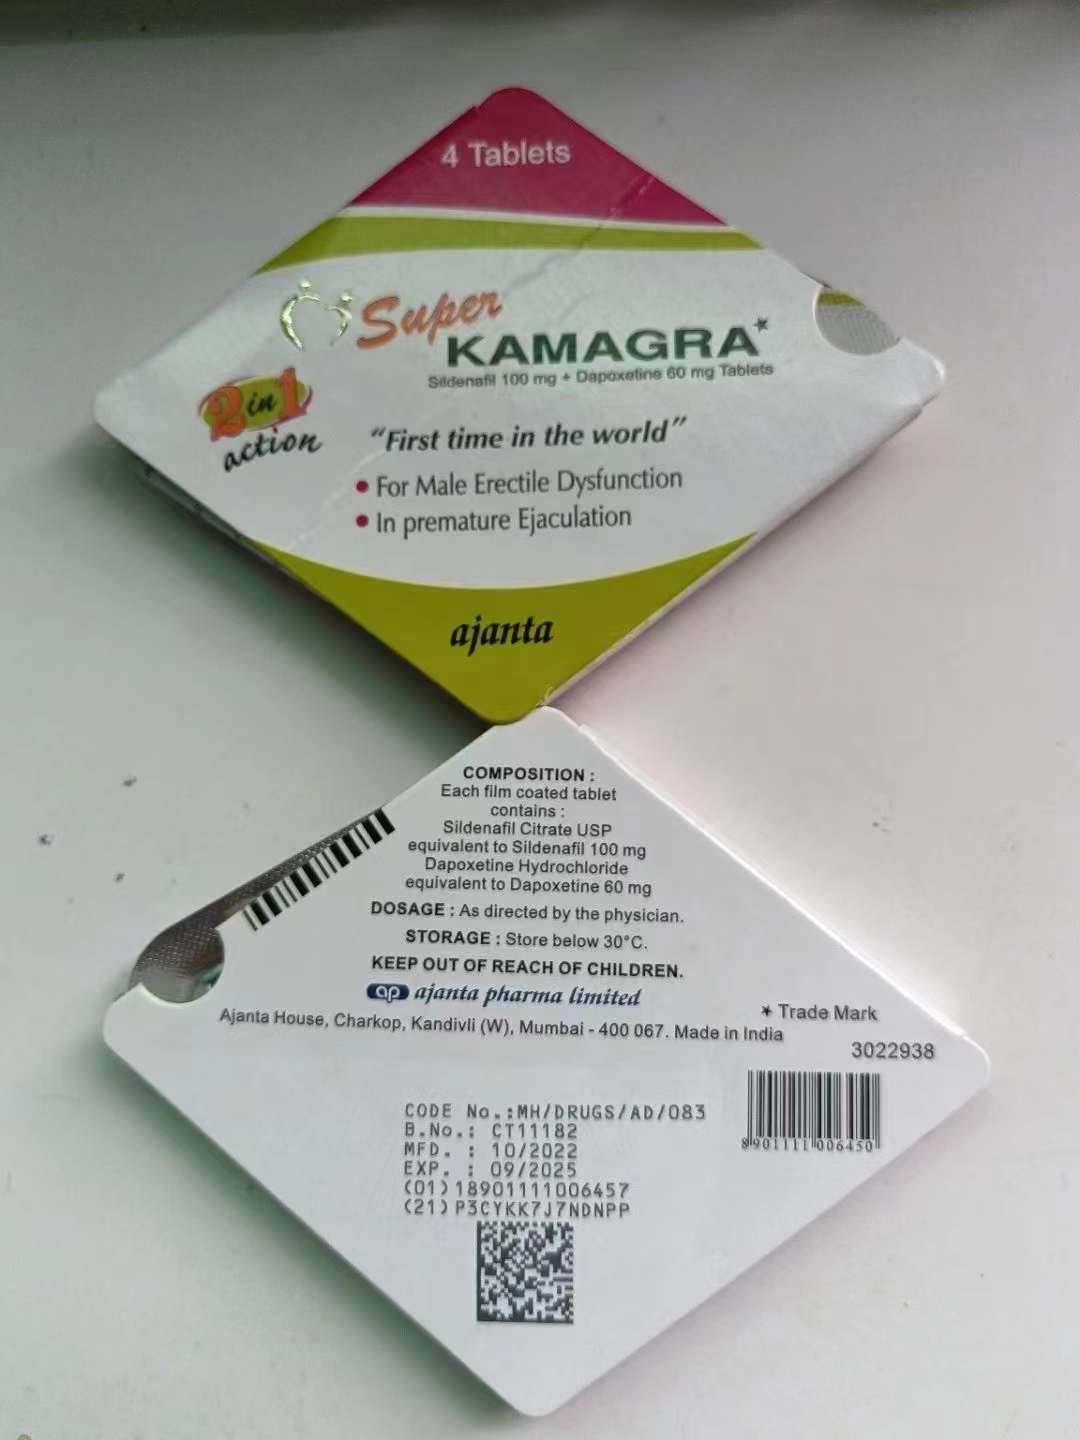 4 Tablets
Super
KAMAGRA*
Sildenafil 100 mg + Dapoxetine 60 mg Tablets
2 in 1
action
"First time in the world"
• For Male Erectile Dysfunction
• In premature Ejaculation
ajanta
COMPOSITION :
Each film coated tablet
contains :
Sildenafil Citrate USP
equivalent to Sildenafil 100 mg
Dapoxetine Hydrochloride
equivalent to Dapoxetine 60 mg
DOSAGE : As directed by the physician.
STORAGE : Store below 30°C.
KEEP OUT OF REACH OF CHILDREN.
ap ajanta pharma limited
Ajanta House, Charkop, Kandivli (W), Mumbai - 400 067. Made in India
* Trade Mark
3022938
8901111006450
CODE No.:MH/DRUGS/AD/083
B.No.: CT11182
MFD. : 10/2022
EXP. : 09/2025
(01)18901111006457
(21)P3CYKK7J7NDNPP